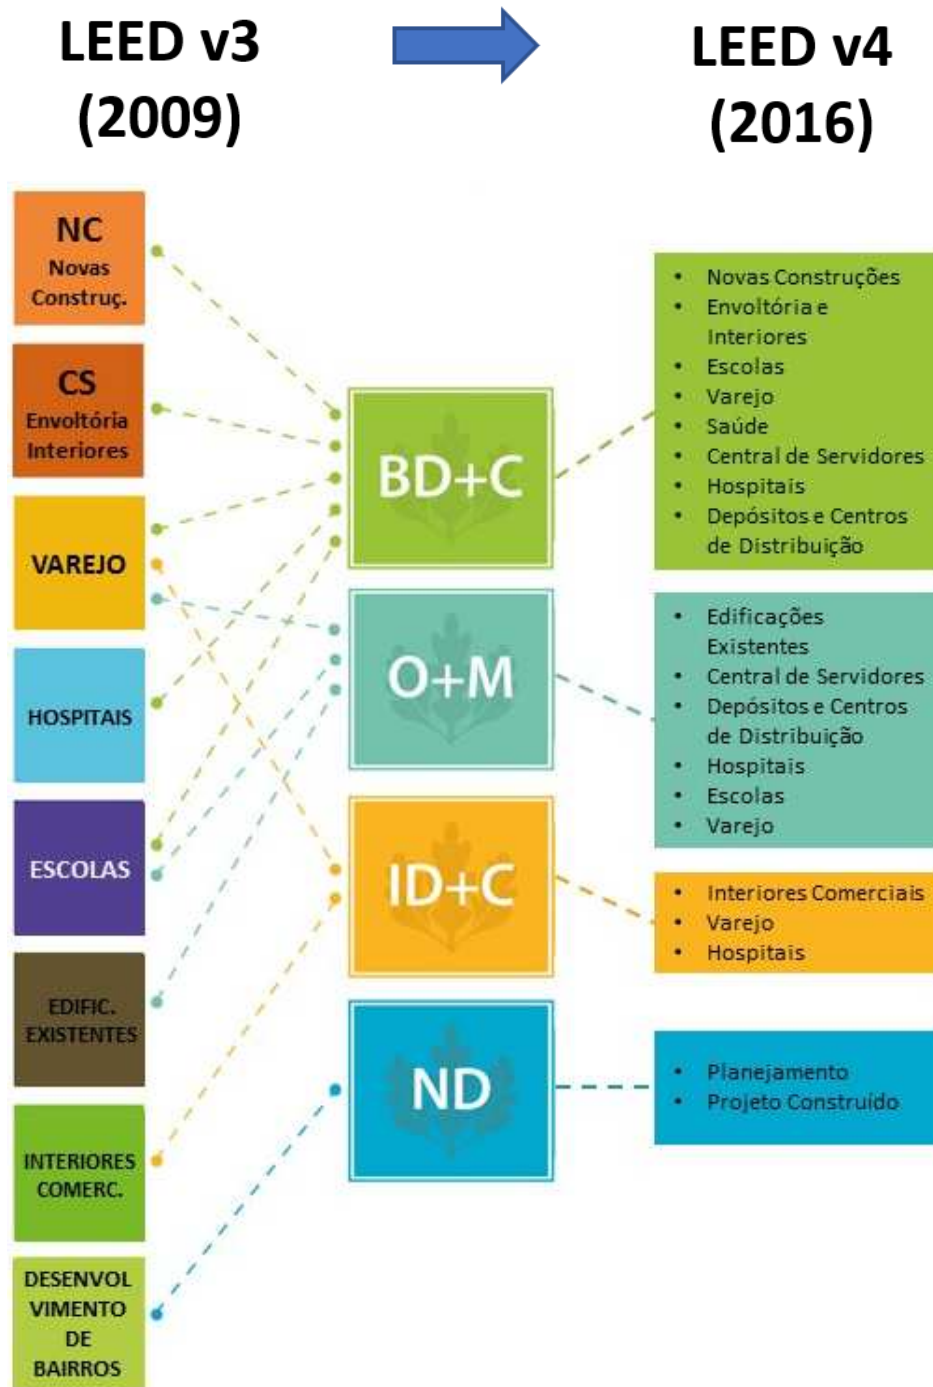 LEED v3
(2009)
LEED v4
(2016)
NC
Novas
Construç.
CS
Envoltória
Interiores
VAREJO
HOSPITAIS
ESCOLAS
EDIFIC.
EXISTENTES
INTERIORES
COMERC.
DESENVOL
VIMENTO
DE
BAIRROS
BD+C
O+M
ID+C
ND
• Novas Construções
• Envoltória e
Interiores
• Escolas
• Varejo
• Saúde
• Central de Servidores
• Hospitais
• Depósitos e Centros
de Distribuição
• Edificações
Existentes
• Central de Servidores
• Depósitos e Centros
de Distribuição
• Hospitais
• Escolas
• Varejo
• Interiores Comerciais
• Varejo
• Hospitais
• Planejamento
• Projeto Construído